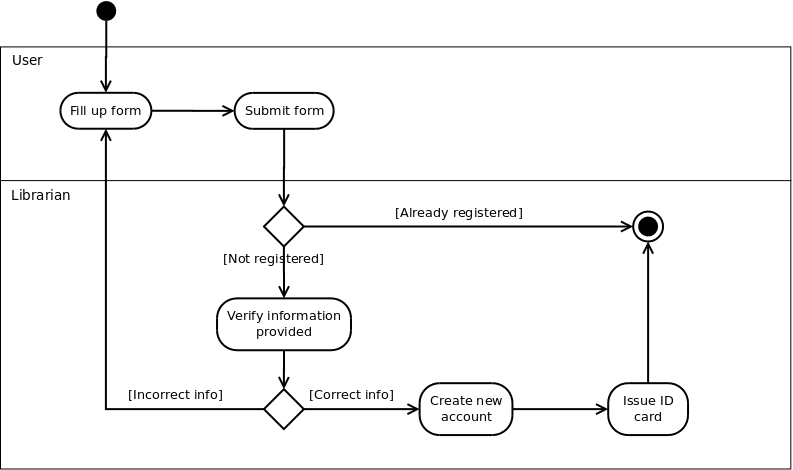 User
Fill up form
Submit form
Librarian
[Already registered]
[Not registered]
Verify information
provided
[Incorrect info]
[Correct info]
Create new
account
Issue ID
card